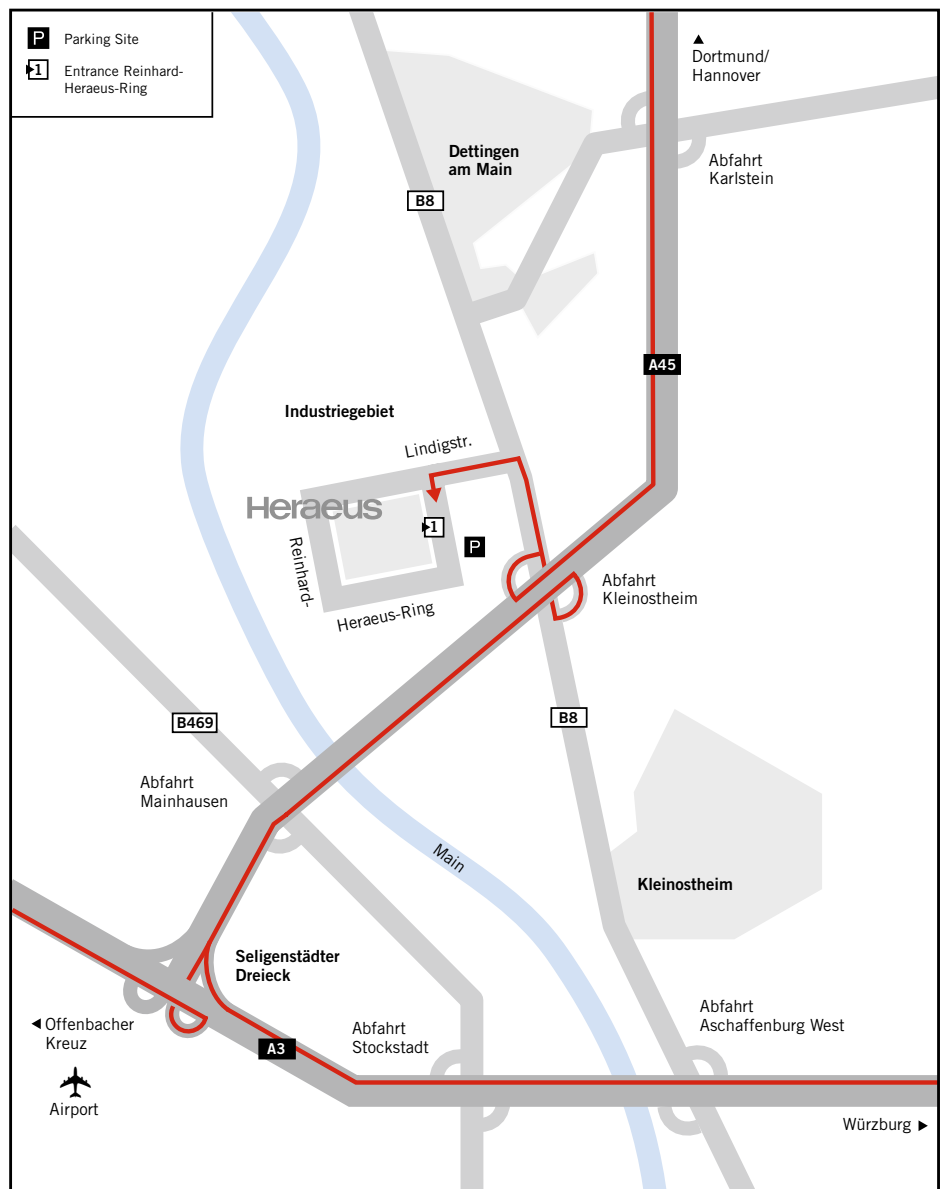 P
Parking Site
1
Entrance Reinhard-
Heraeus-Ring
Dortmund/
Hannover
Dettingen
am Main
Abfahrt
Karlstein
B8
A45
Industriegebiet
Lindigstr.
Heraeus
1
P
Reinhard-
Heraeus-Ring
Abfahrt
Kleinostheim
B469
B8
Abfahrt
Mainhausen
Main
Kleinostheim
Seligenstädter
Dreieck
Offenbacher
Kreuz
Abfahrt
Stockstadt
Abfahrt
Aschaffenburg West
A3
Airport
Würzburg